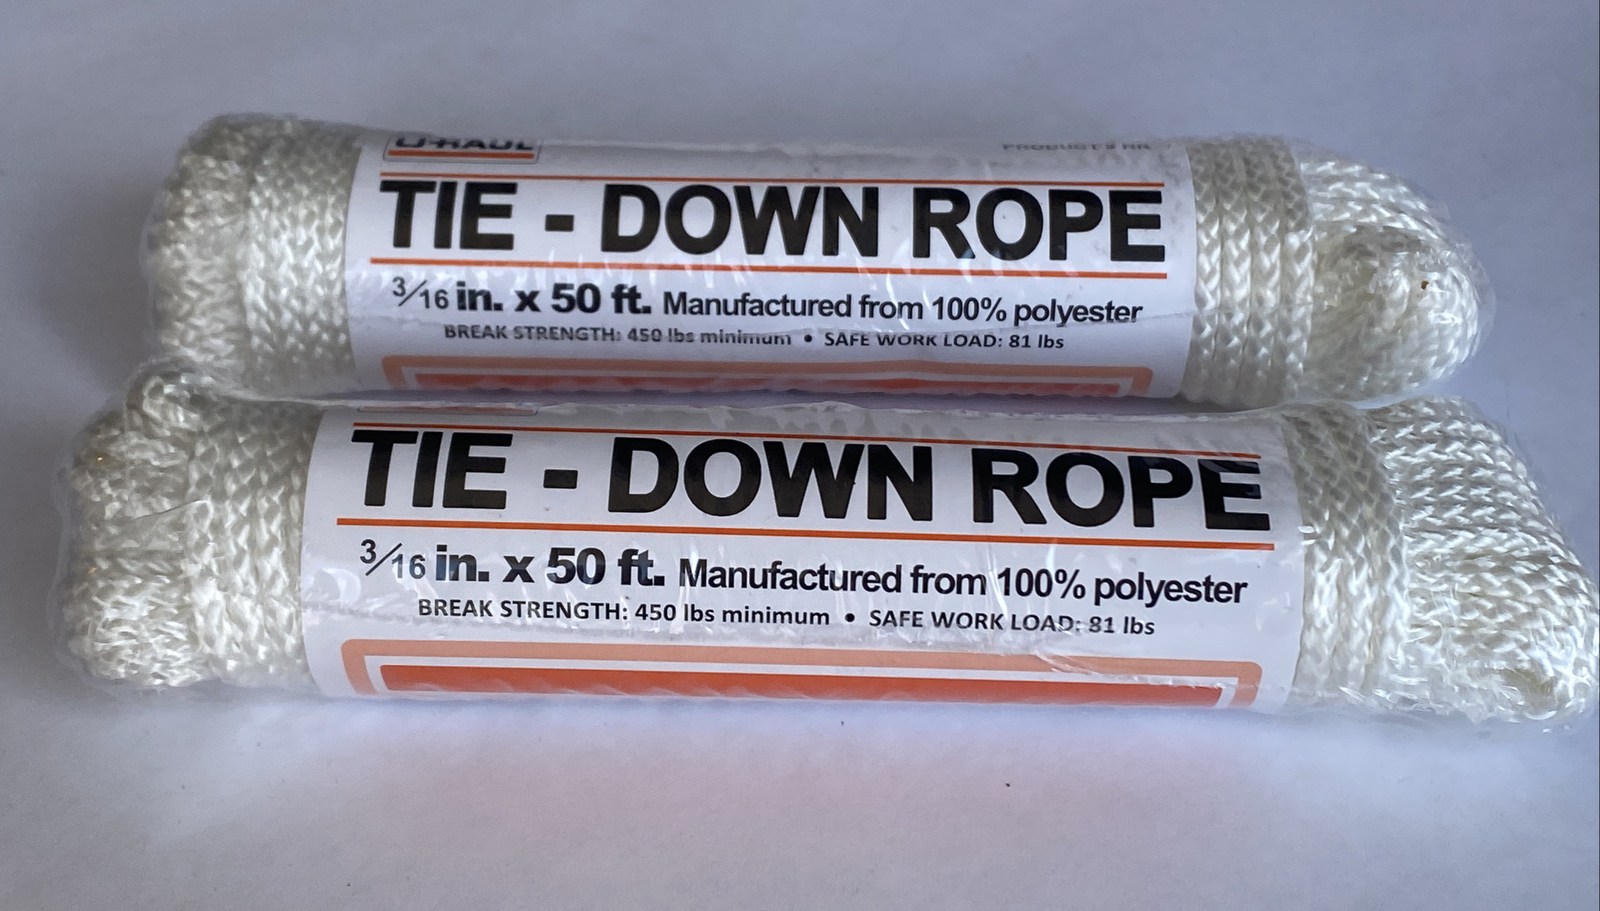 U-HAUL
TIE - DOWN ROPE
3/16 in. x 50 ft. Manufactured from 100% polyester
BREAK STRENGTH: 450 lbs minimum • SAFE WORK LOAD: 81 lbs
TIE - DOWN ROPE
3/16 in. x 50 ft. Manufactured from 100% polyester
BREAK STRENGTH: 450 lbs minimum • SAFE WORK LOAD: 81 lbs